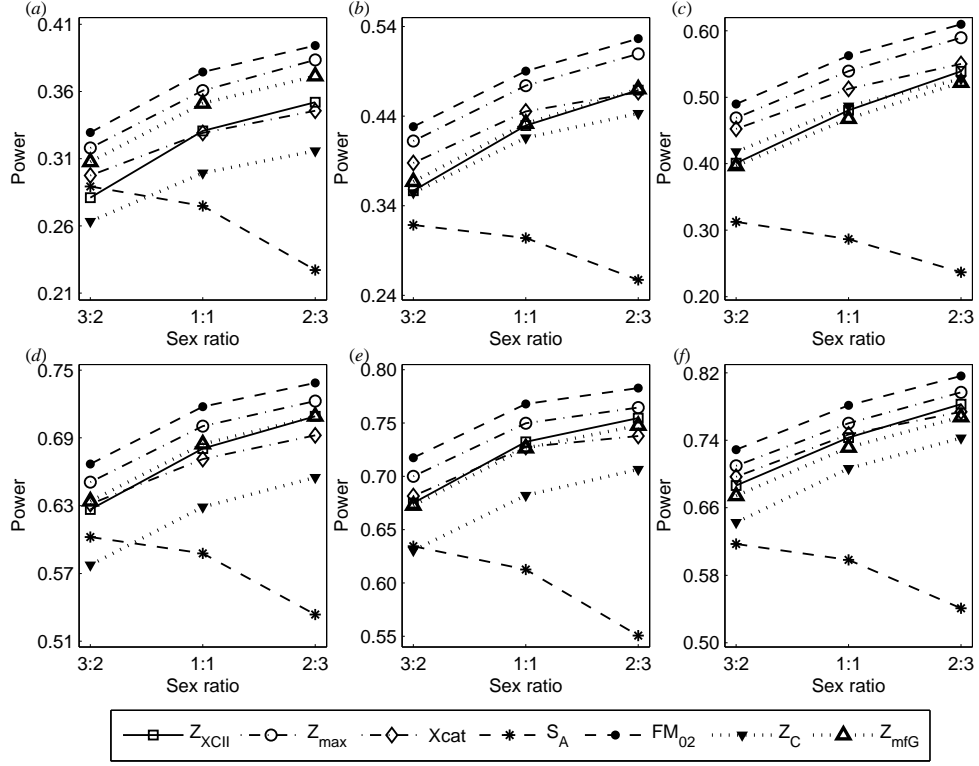 (a)
(b)
(c)
0.41
0.36
0.31
0.26
0.21
Power
3:2
1:1
2:3
Sex ratio
0.54
0.44
0.34
0.24
Power
3:2
1:1
2:3
Sex ratio
0.60
0.50
0.40
0.30
0.20
Power
3:2
1:1
2:3
Sex ratio
(d)
(e)
(f)
0.75
0.69
0.63
0.57
0.51
Power
3:2
1:1
2:3
Sex ratio
0.80
0.75
0.70
0.65
0.60
0.55
Power
3:2
1:1
2:3
Sex ratio
0.82
0.74
0.66
0.58
0.50
Power
3:2
1:1
2:3
Sex ratio
Z_XCII Z_max Xcat S_A FM_02 Z_C Z_mfG